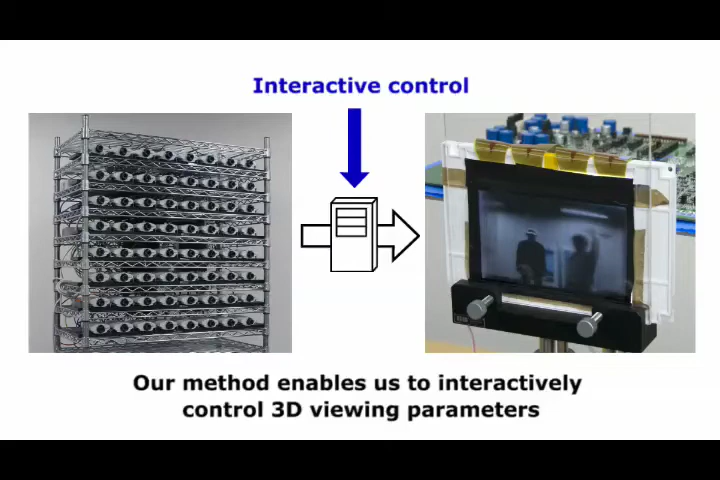 Interactive control
Our method enables us to interactively
control 3D viewing parameters